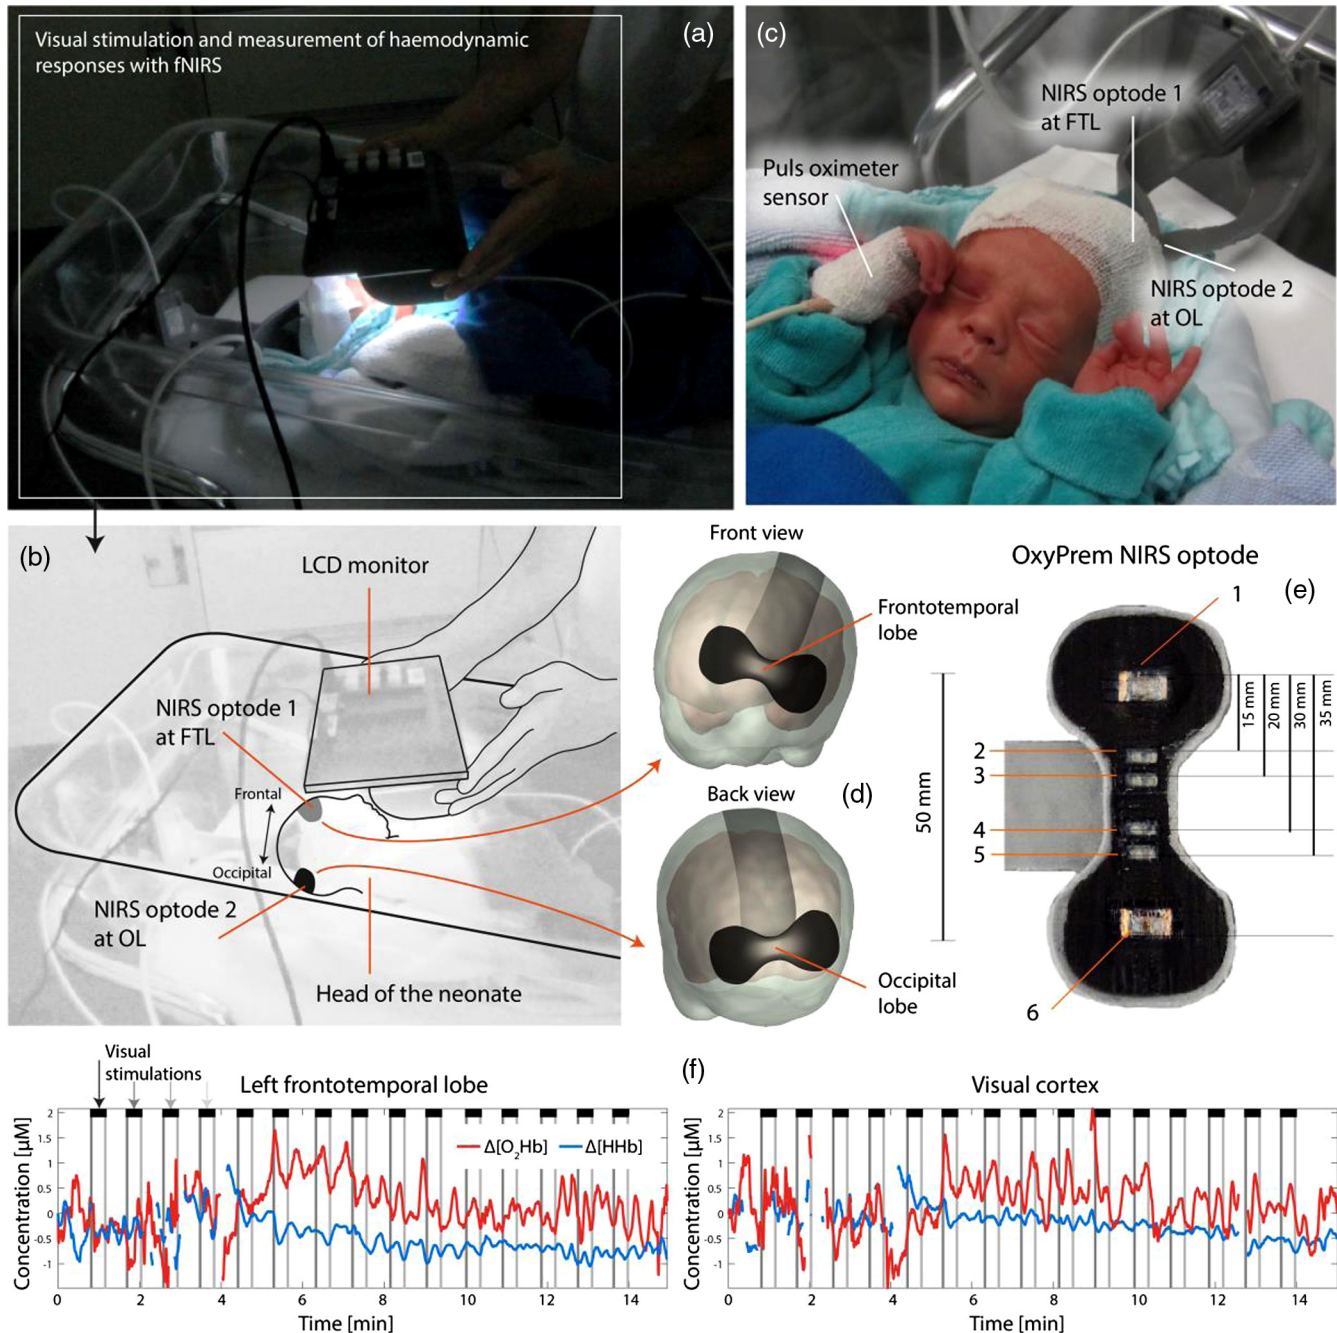 (a)
Visual stimulation and measurement of haemodynamic
responses with fNIRS
(c)
NIRS optode 1
at FTL
Puls oximeter
sensor
NIRS optode 2
at OL
(b)
LCD monitor
NIRS optode 1
at FTL
Frontal
Occipital
NIRS optode 2
at OL
Head of the neonate
Front view
Frontotemporal
lobe
(d)
Back view
Occipital
lobe
OxyPrem NIRS optode
(e)
1
2
3
4
5
6
50 mm
15 mm
20 mm
30 mm
35 mm
(f)
Visual
stimulations
Left frontotemporal lobe
Concentration [µM]
2
1.5
1
0.5
0
-0.5
-1
Δ[O2Hb]
Δ[HHb]
0 2 4 6 8 10 12 14
Time [min]
Visual cortex
Concentration [µM]
2
1.5
1
0.5
0
-0.5
-1
0 2 4 6 8 10 12 14
Time [min]